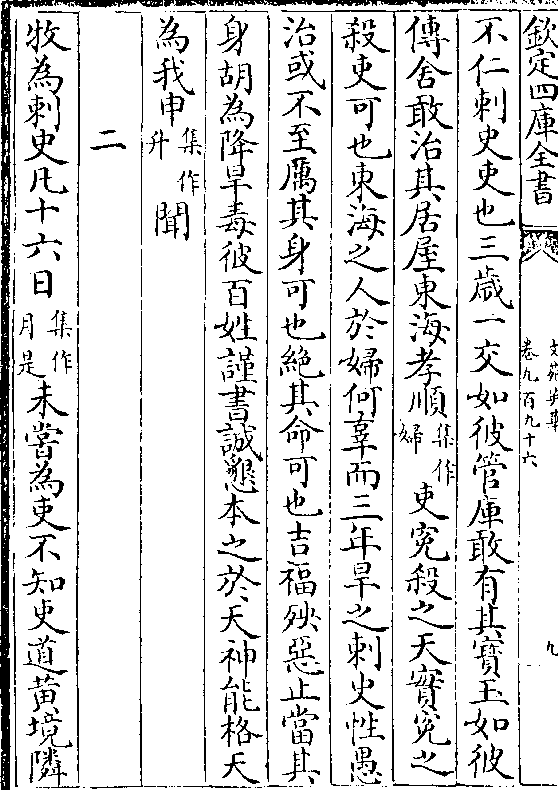 欽定四庫全書
文苑英華
卷九百九十六
九
不仁刺史吏也三歲一交如彼管庫敢有其寶玉如彼
傳舍敢治其居屋東海孝順集作婦吏寃殺之天實寃之
殺吏可也東海之人於婦何辜而三年旱之刺史性愚
治或不至厲其身可也絶其命可也吉福殃惡止當其
身胡為降旱毒彼百姓謹書誠懇本之於天神能格天
為我申集作升聞
二
牧為刺史凡十六日集作月是未嘗為吏不知吏道黄境隣